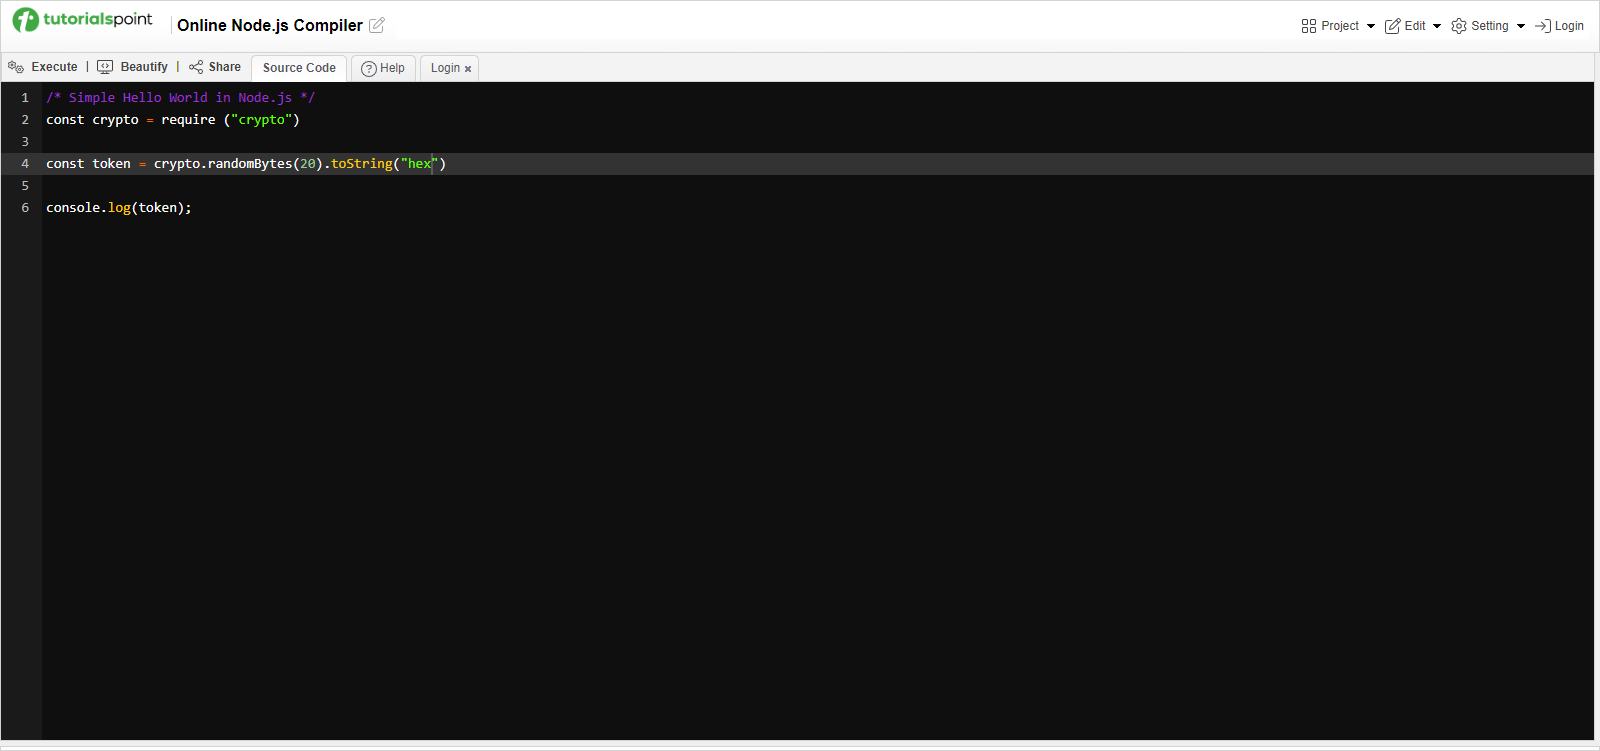 tutorialspoint
Online Node.js Compiler
Project
Edit
Setting
Login
Execute | Beautify | Share
Source Code
Help
Login ×
1 /* Simple Hello World in Node.js */
2 const crypto = require ("crypto")
3
4 const token = crypto.randomBytes(20).toString("hex")
5
6 console.log(token);